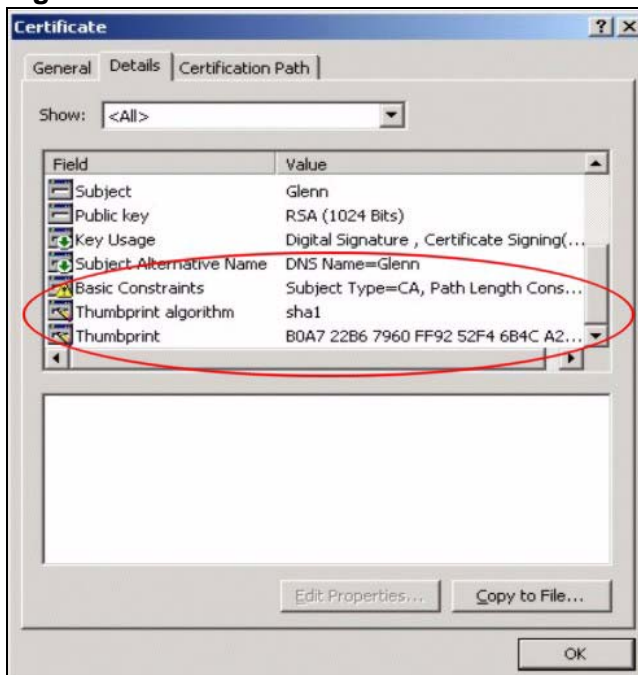 Certificate
General Details Certification Path
Show: <All>
Field Value
Subject Glenn
Public key RSA (1024 Bits)
Key Usage Digital Signature , Certificate Signing(...
Subject Alternative Name DNS Name=Glenn
Basic Constraints Subject Type=CA, Path Length Cons...
Thumbprint algorithm sha1
Thumbprint B0A7 22B6 7960 FF92 52F4 6B4C A2...
Edit Properties... Copy to File...
OK